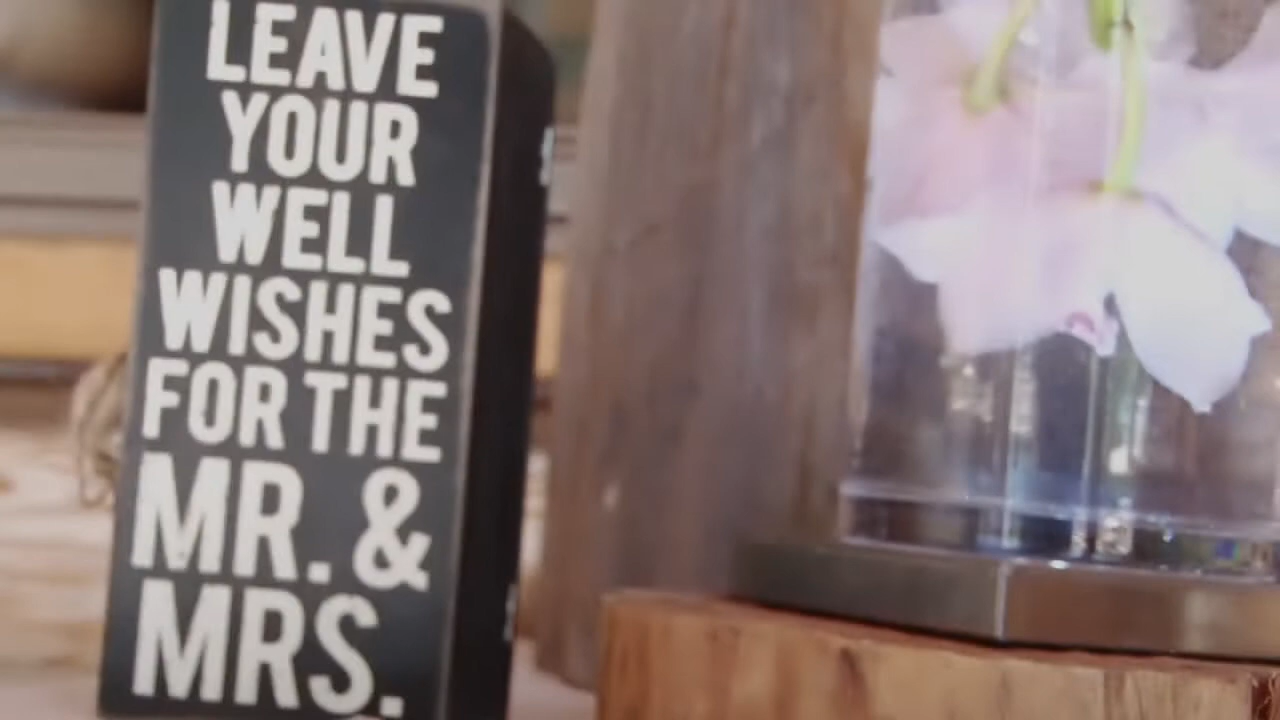 LEAVE
YOUR
WELL
WISHES
FOR THE
MR. &
MRS.